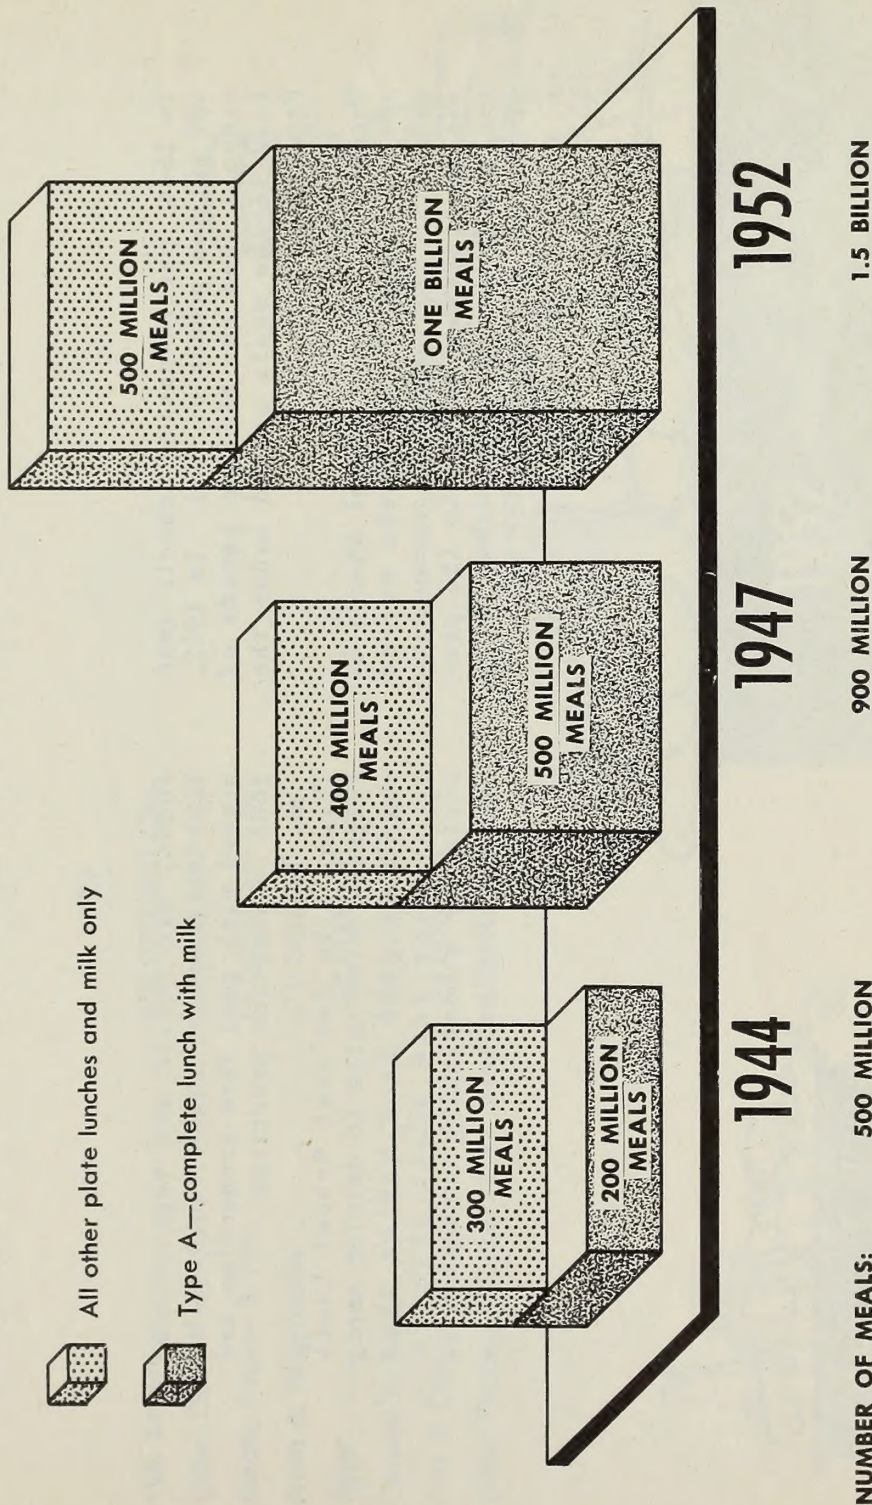 All other plate lunches and milk only
Type A—complete lunch with milk
300 MILLION
MEALS
200 MILLION
MEALS
400 MILLION
MEALS
500 MILLION
MEALS
500 MILLION
MEALS
ONE BILLION
MEALS
1944 1947 1952
NUMBER OF MEALS: 500 MILLION 900 MILLION 1.5 BILLION